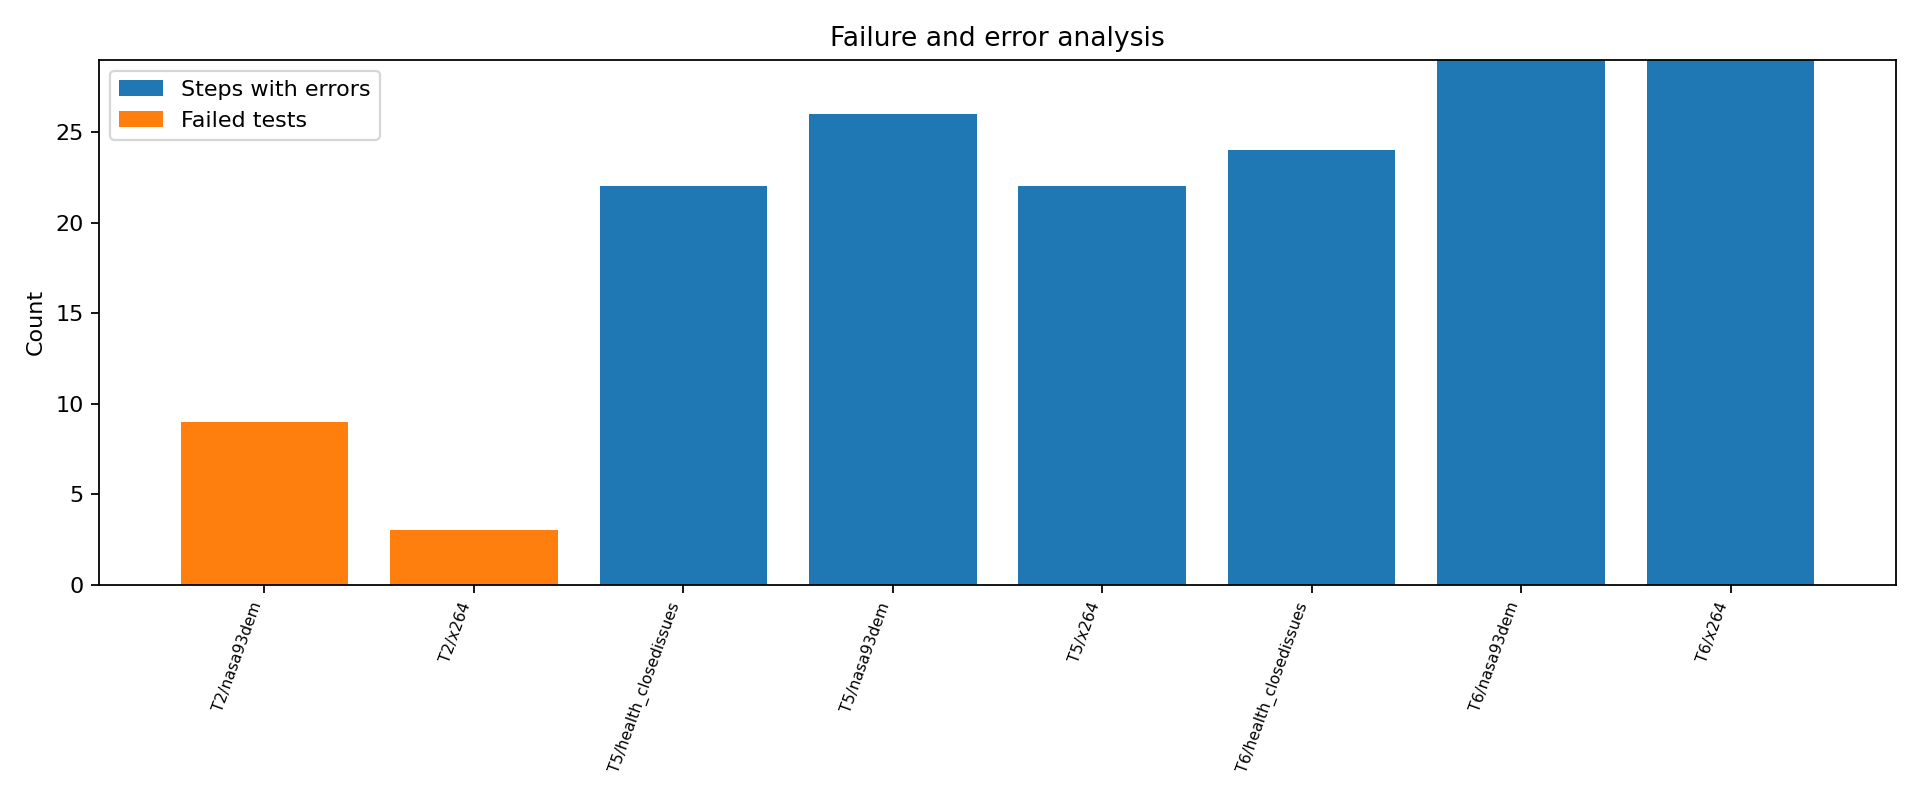 Failure and error analysis
Steps with errors
Failed tests
Count
25
20
15
10
5
0
T2/nasa93dem
T2/x264
T5/health_closedissues
T5/nasa93dem
T5/x264
T6/health_closedissues
T6/nasa93dem
T6/x264